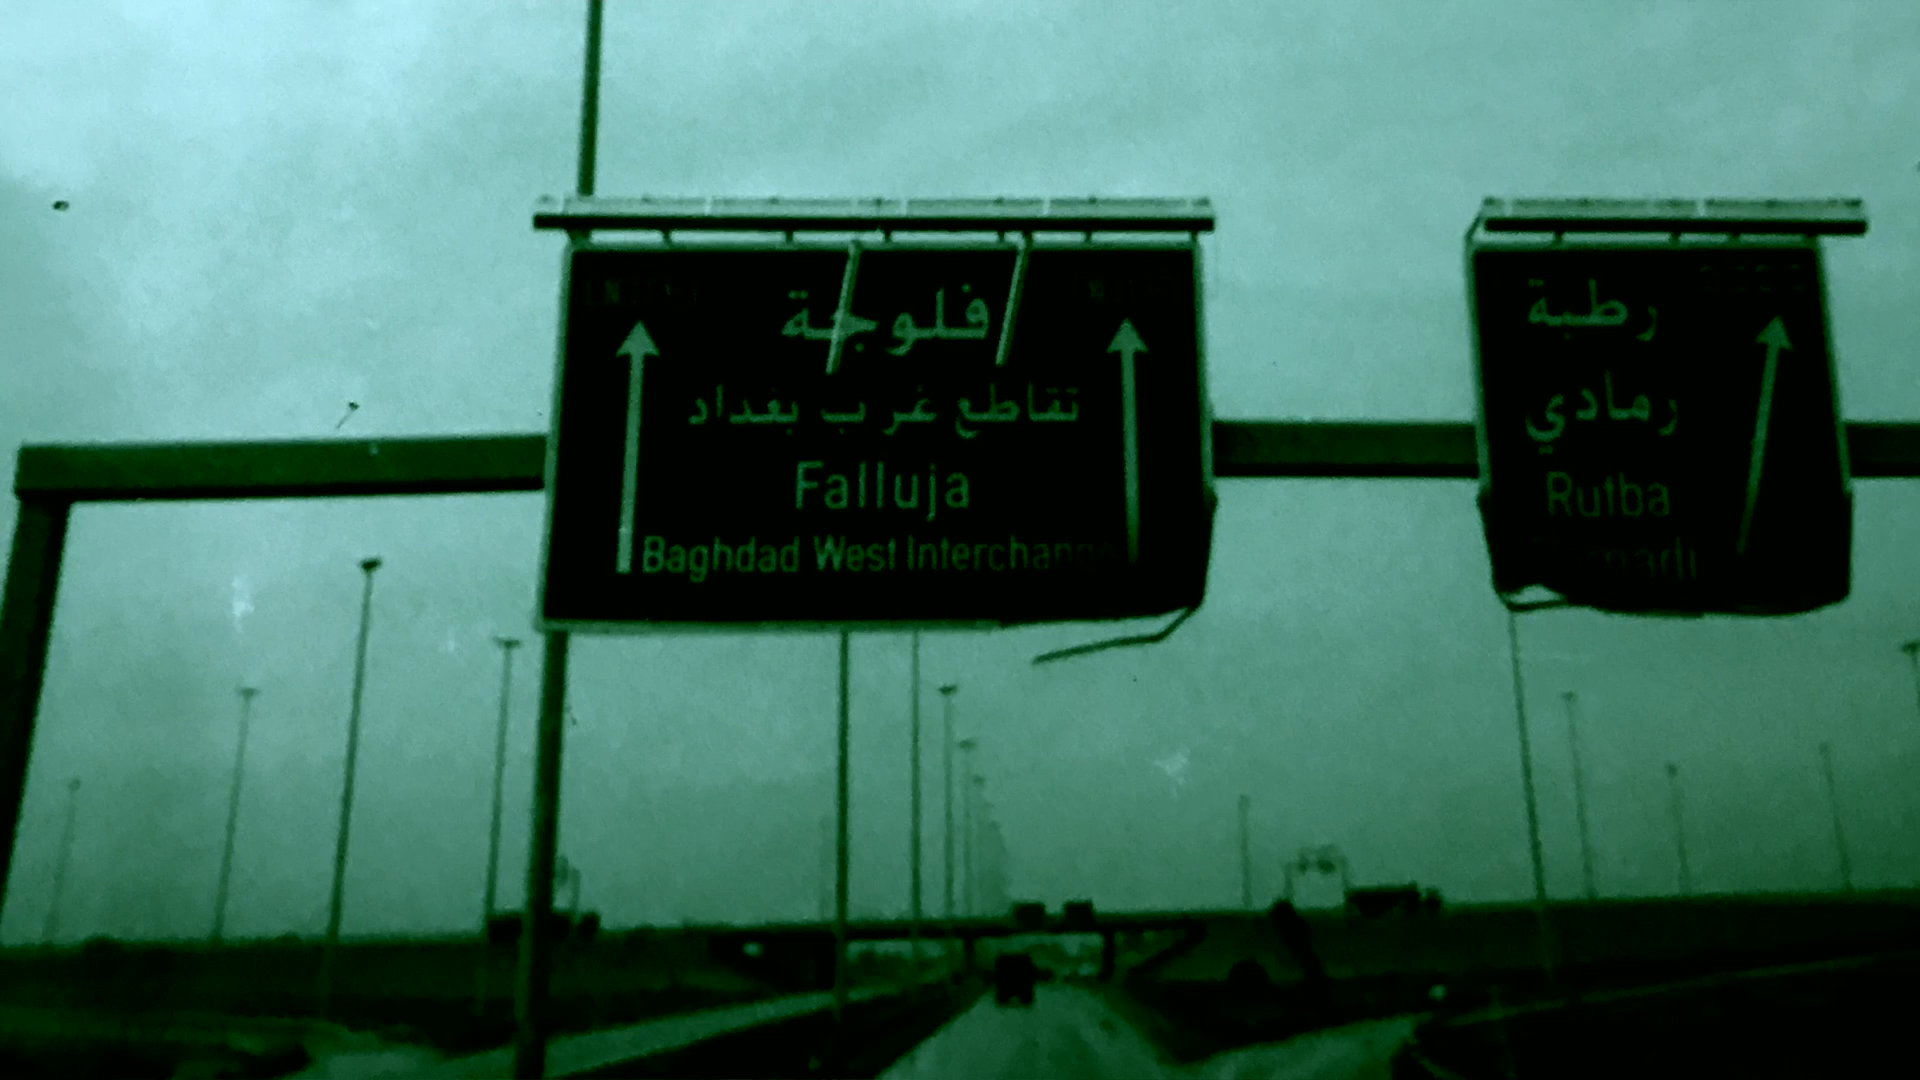 فلوجة
تقاطع غرب بغداد
Falluja
Baghdad West Interchange
رطبة
رمادي
Rutba